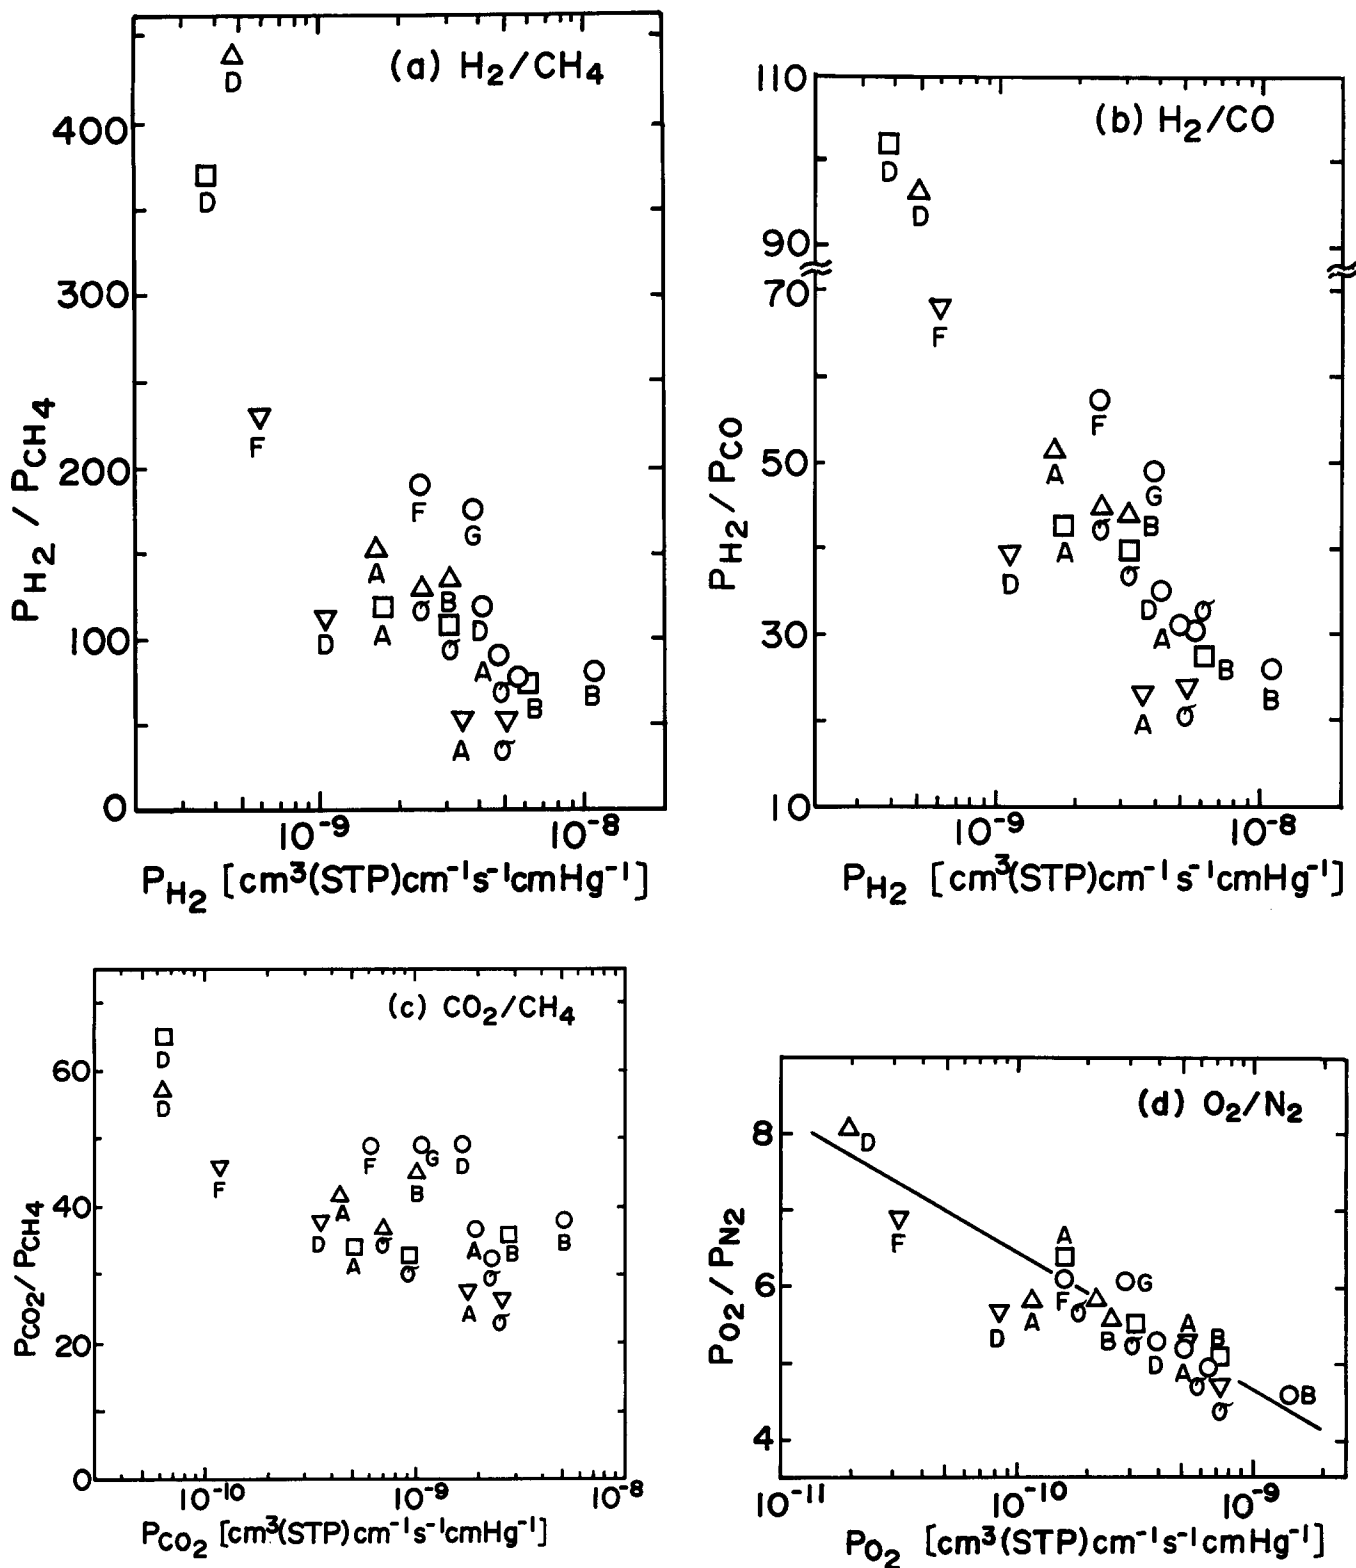 (a) H2/CH4
400
300
200
100
0
PH2 / PCH4
D
D
F
F
G
A
A
σ
B
σ
D
D
A
σ
B
B
A
σ
10-9
10-8
PH2 [cm3(STP)cm-1s-1cmHg-1]
(b) H2/CO
110
90
70
50
30
10
PH2/PCO
D
D
F
F
A
G
A
σ
B
σ
D
D
A
σ
B
B
A
σ
10-9
10-8
PH2 [cm3(STP)cm-1s-1cmHg-1]
(c) CO2/CH4
60
40
20
0
PCO2/PCH4
D
D
F
F
G
D
B
A
D
A
σ
σ
A
σ
B
B
A
σ
10-10
10-9
10-8
PCO2 [cm3(STP)cm-1s-1cmHg-1]
(d) O2/N2
8
6
4
PO2/PN2
D
F
A
F
G
D
A
σ
B
σ
D
A
A
σ
B
σ
B
10-11
10-10
10-9
PO2 [cm3(STP)cm-1s-1cmHg-1]